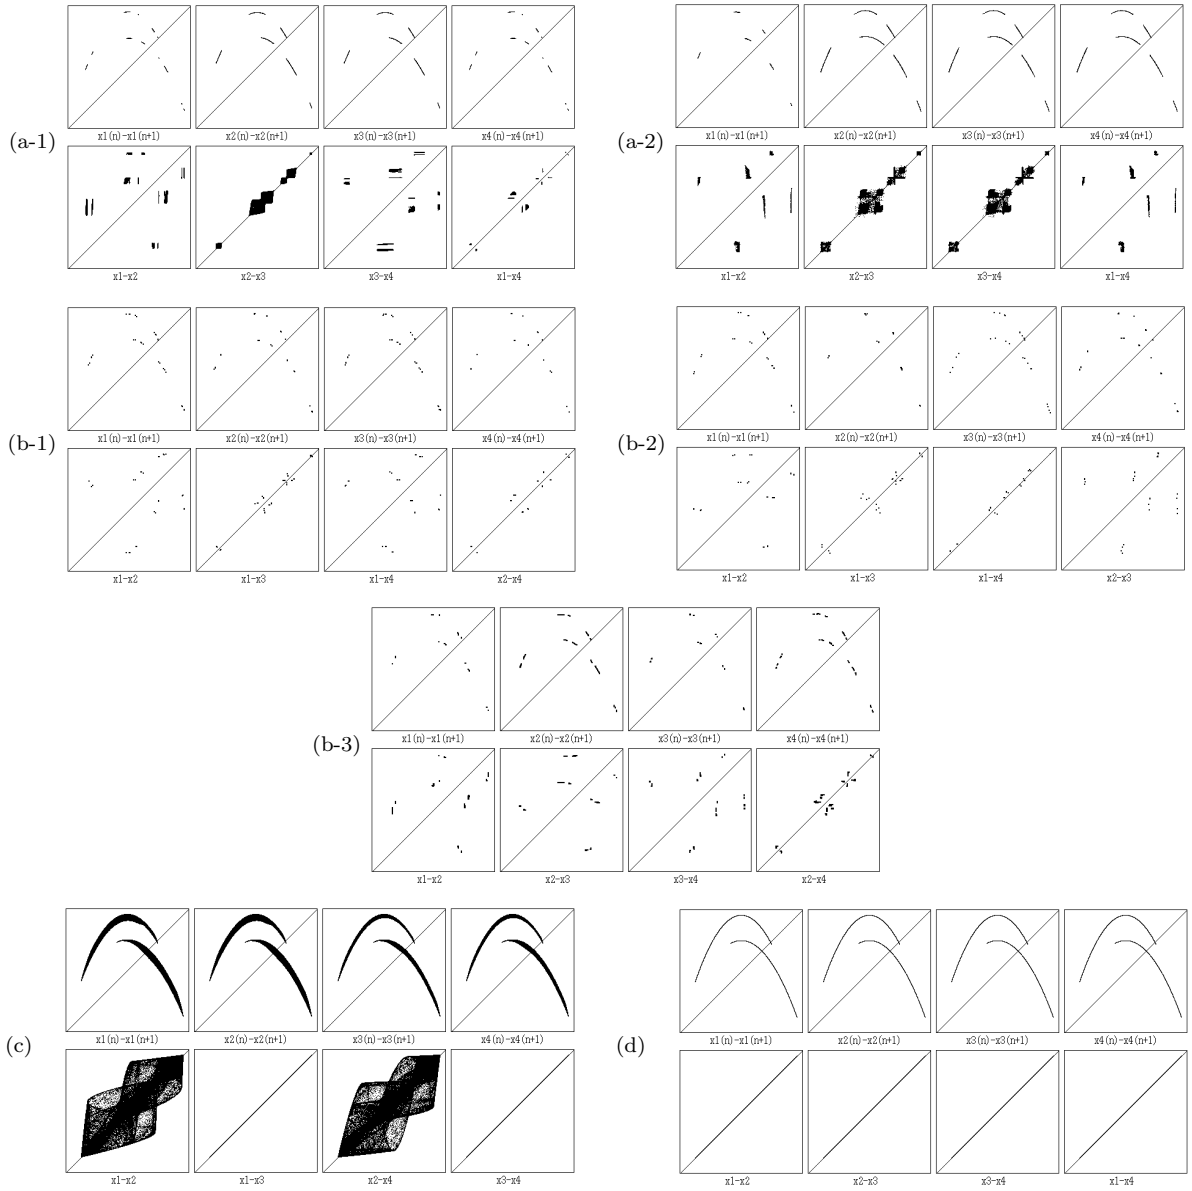 (a-1)
x1(n)-x1(n+1) x2(n)-x2(n+1) x3(n)-x3(n+1) x4(n)-x4(n+1)
x1-x2 x2-x3 x3-x4 x1-x4
(a-2)
x1(n)-x1(n+1) x2(n)-x2(n+1) x3(n)-x3(n+1) x4(n)-x4(n+1)
x1-x2 x2-x3 x3-x4 x1-x4
(b-1)
x1(n)-x1(n+1) x2(n)-x2(n+1) x3(n)-x3(n+1) x4(n)-x4(n+1)
x1-x2 x1-x3 x1-x4 x2-x4
(b-2)
x1(n)-x1(n+1) x2(n)-x2(n+1) x3(n)-x3(n+1) x4(n)-x4(n+1)
x1-x2 x1-x3 x1-x4 x2-x3
(b-3)
x1(n)-x1(n+1) x2(n)-x2(n+1) x3(n)-x3(n+1) x4(n)-x4(n+1)
x1-x2 x2-x3 x3-x4 x2-x4
(c)
x1(n)-x1(n+1) x2(n)-x2(n+1) x3(n)-x3(n+1) x4(n)-x4(n+1)
x1-x2 x1-x3 x2-x4 x3-x4
(d)
x1(n)-x1(n+1) x2(n)-x2(n+1) x3(n)-x3(n+1) x4(n)-x4(n+1)
x1-x2 x2-x3 x3-x4 x1-x4